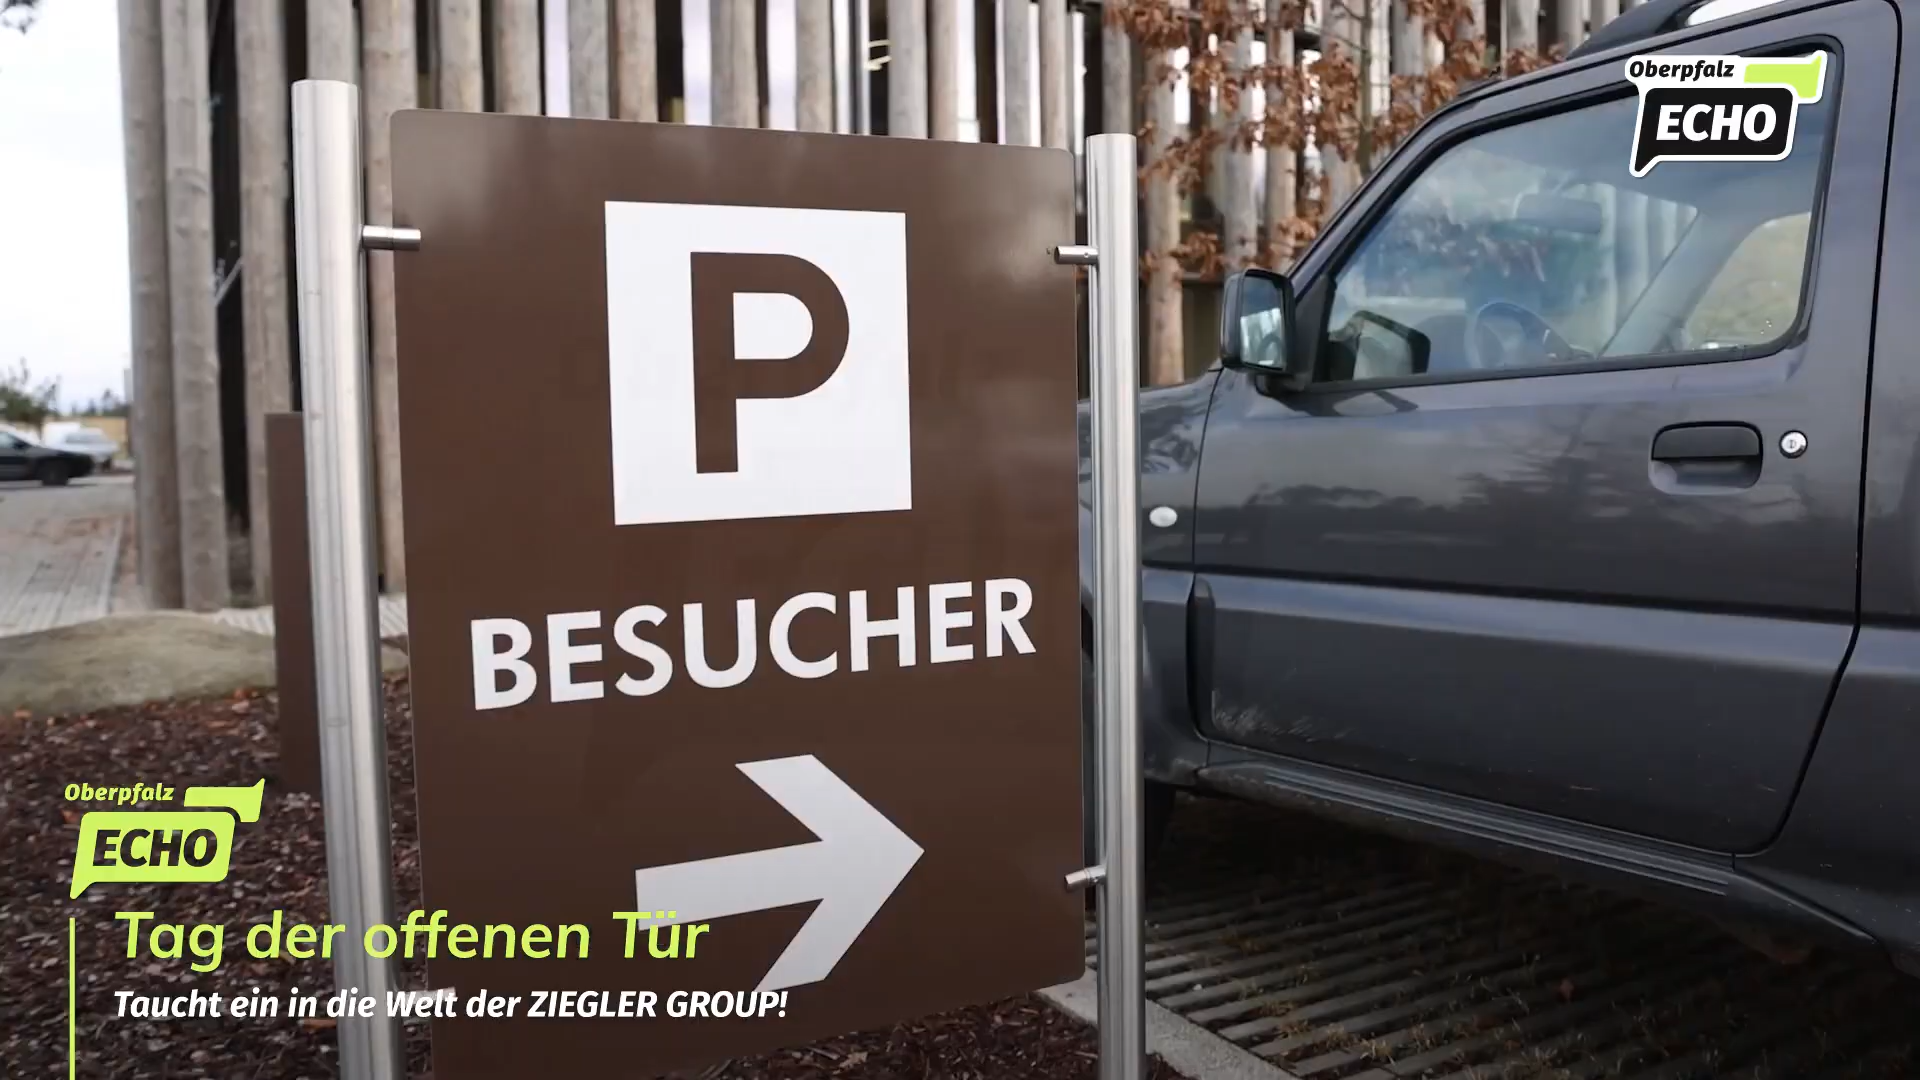 Oberpfalz
ECHO
P
BESUCHER
Oberpfalz
ECHO
Tag der offenen Tür
Taucht ein in die Welt der ZIEGLER GROUP!